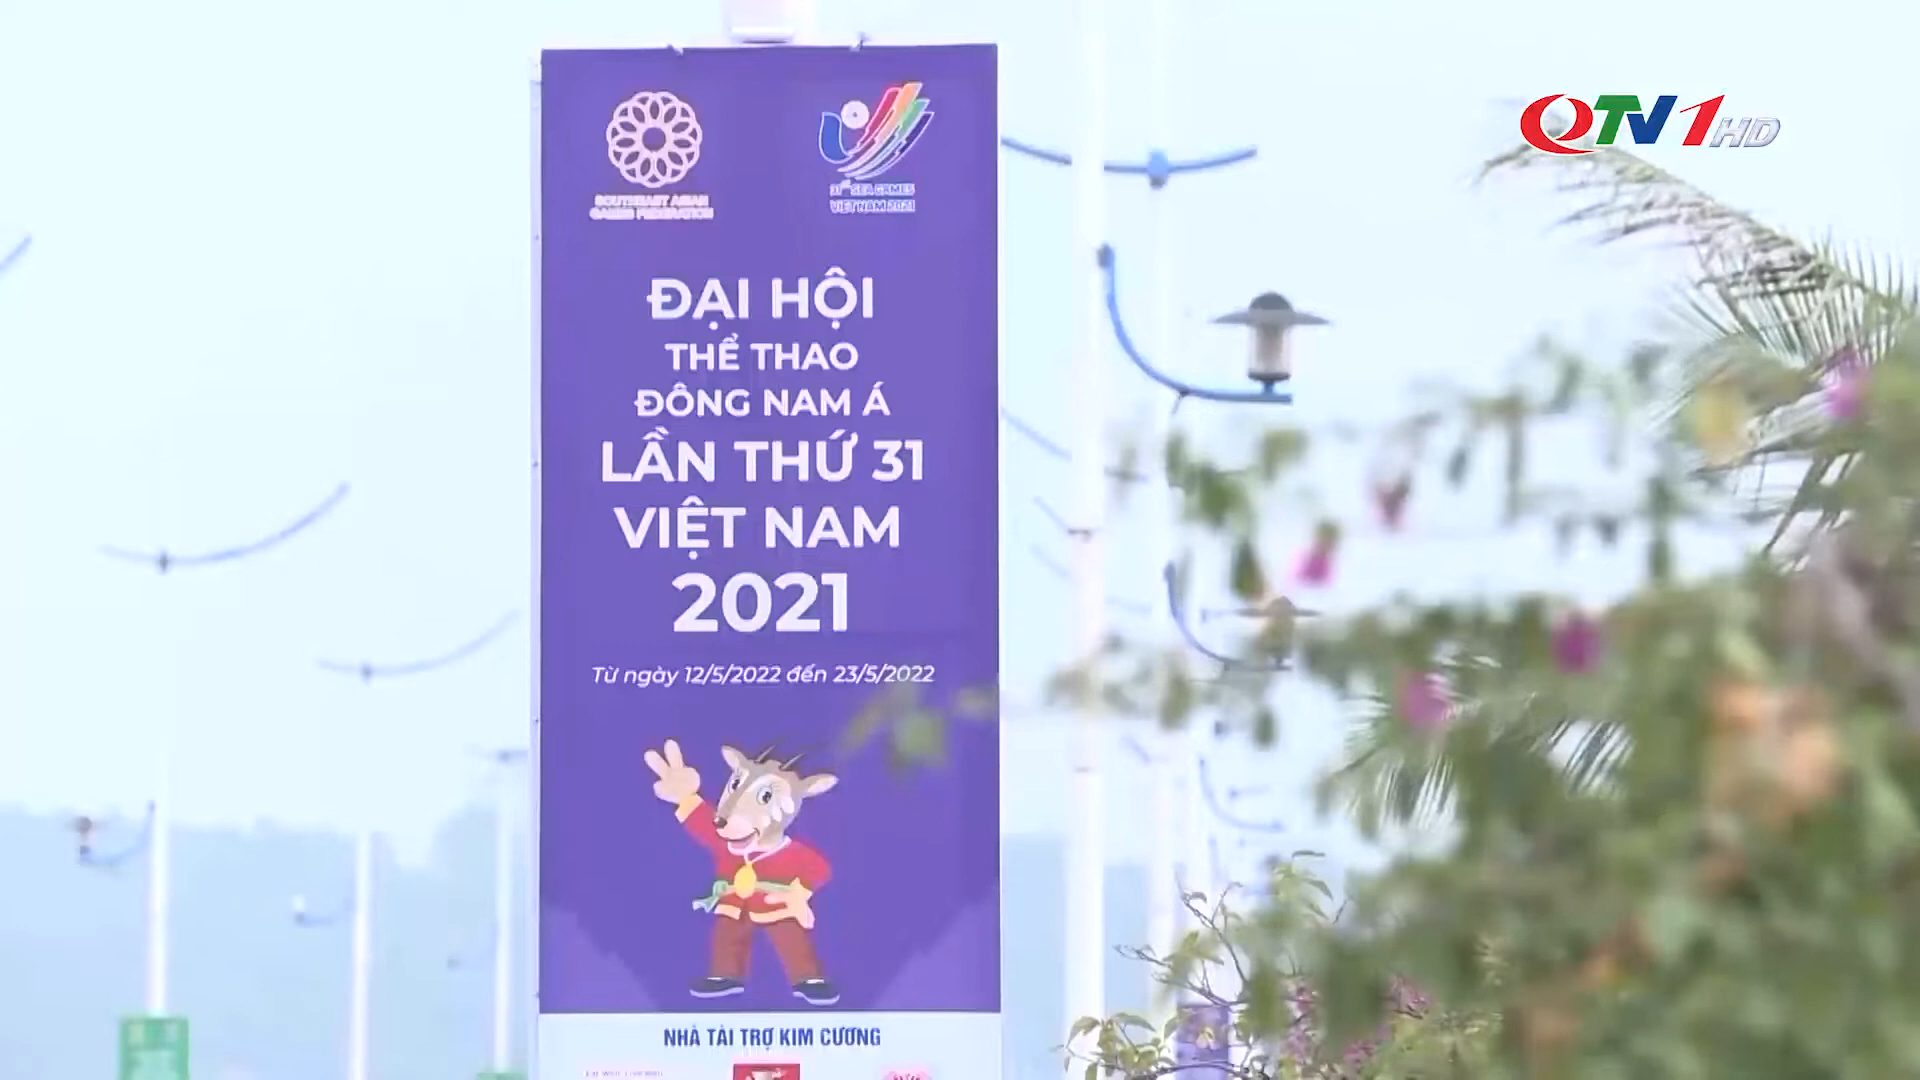 QTV1HD
SOUTHEAST ASIAN
GAMES FEDERATION
31ST SEA GAMES
VIETNAM 2021
ĐẠI HỘI
THỂ THAO
ĐÔNG NAM Á
LẦN THỨ 31
VIỆT NAM
2021
Từ ngày 12/5/2022 đến 23/5/2022
NHÀ TÀI TRỢ KIM CƯƠNG